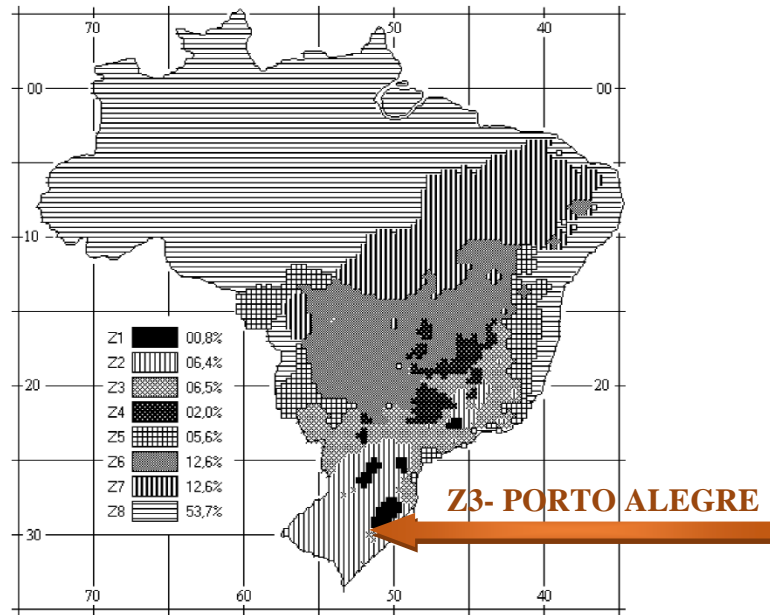 70 50 40
00 00
10
Z1 00,8%
Z2 06,4%
Z3 06,5%
Z4 02,0%
Z5 05,6%
Z6 12,6%
Z7 12,6%
Z8 53,7%
20 20
Z3- PORTO ALEGRE
30
70 60 50 40